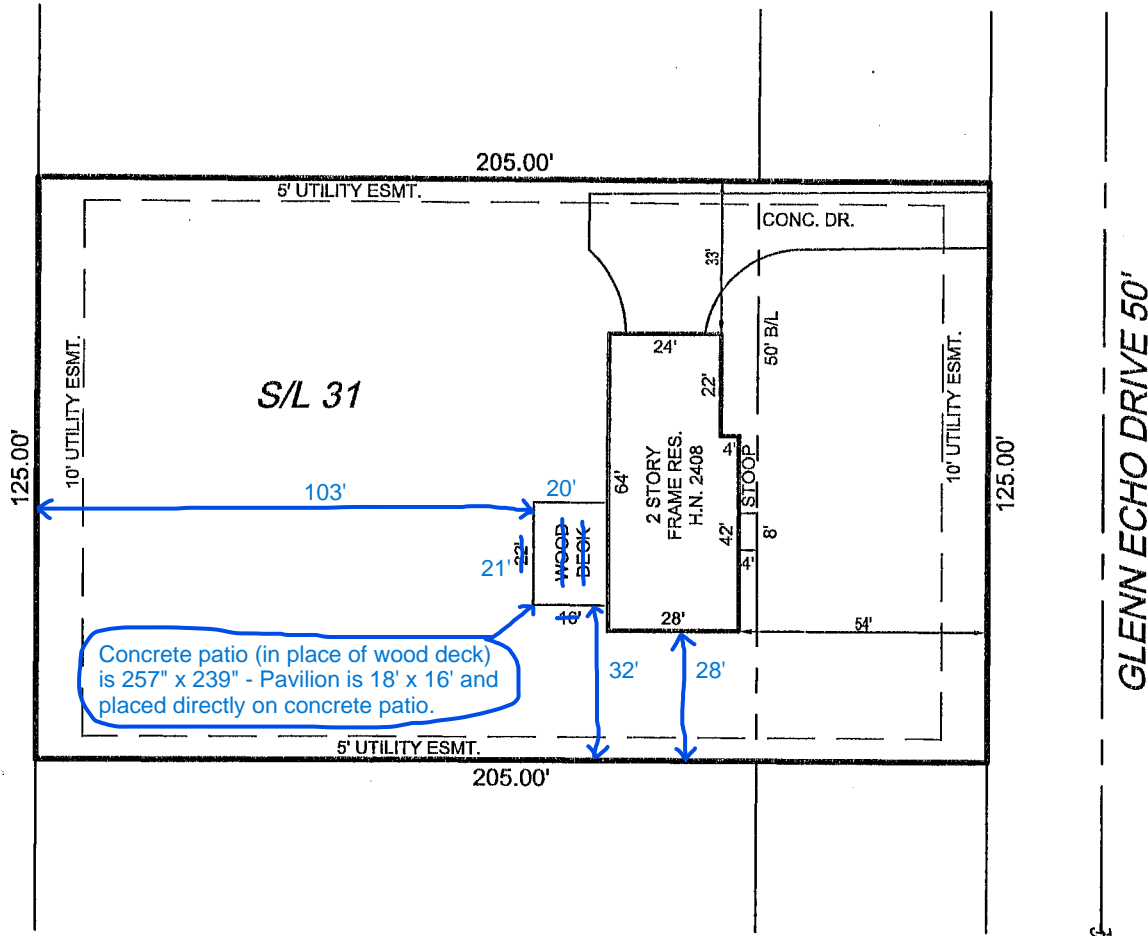 205.00'
5' UTILITY ESMT.
CONC. DR.
33'
GLENN ECHO DRIVE 50'
24'
50' B/L
22'
10' UTILITY ESMT.
10' UTILITY ESMT.
S/L 31
4'
STOOP
125.00'
125.00'
103'
20'
64'
2 STORY
FRAME RES.
H.N. 2408
42'
8'
4'
21'
22'
WOOD
DECK
16'
28'
54'
Concrete patio (in place of wood deck)
is 257" x 239" - Pavilion is 18' x 16' and
placed directly on concrete patio.
32'
28'
5' UTILITY ESMT.
205.00'